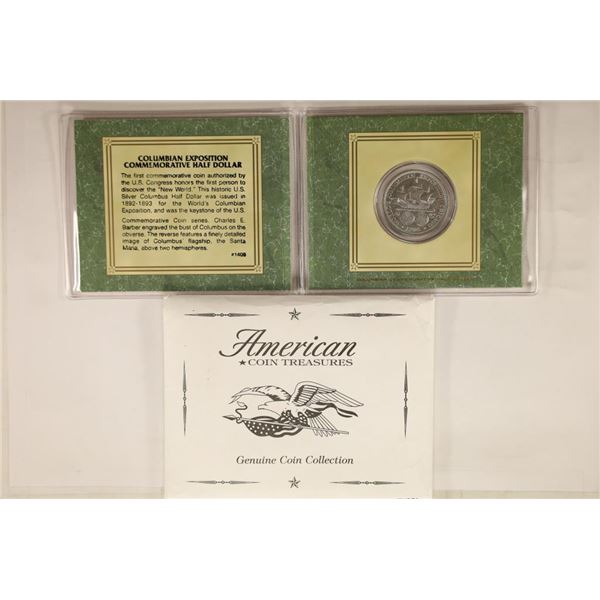 COLUMBIAN EXPOSITION
COMMEMORATIVE HALF DOLLAR
The first commemorative coin authorized by
the U.S. Congress honors the first person to
discover the "New World." This historic U.S.
Silver Columbus Half Dollar was issued in
1892-1893 for the World's Columbian
Exposition, and was the keystone of the U.S.
Commemorative Coin series. Charles E.
Barber engraved the bust of Columbus on the
obverse. The reverse features a finely detailed
image of Columbus' flagship, the Santa
Maria, above two hemispheres.
#1408
American
★COIN TREASURES
Genuine Coin Collection